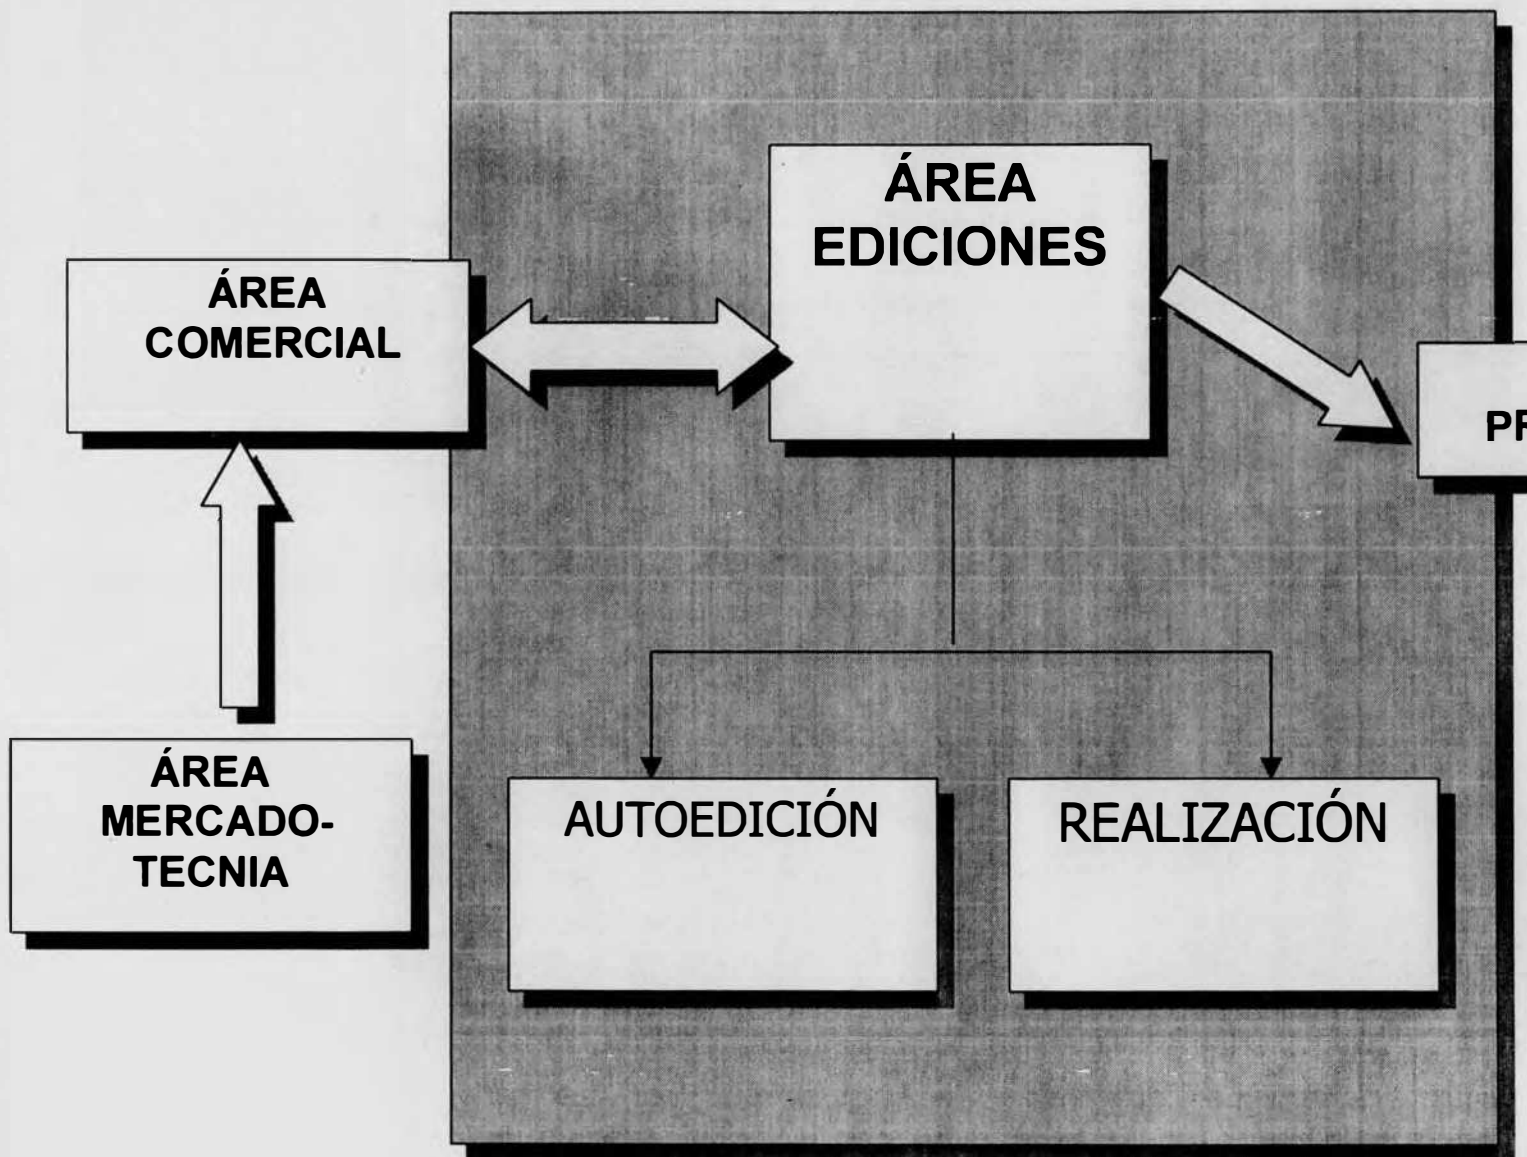 ÁREA
EDICIONES
ÁREA
COMERCIAL
ÁREA
MERCADO-
TECNIA
AUTOEDICIÓN
REALIZACIÓN